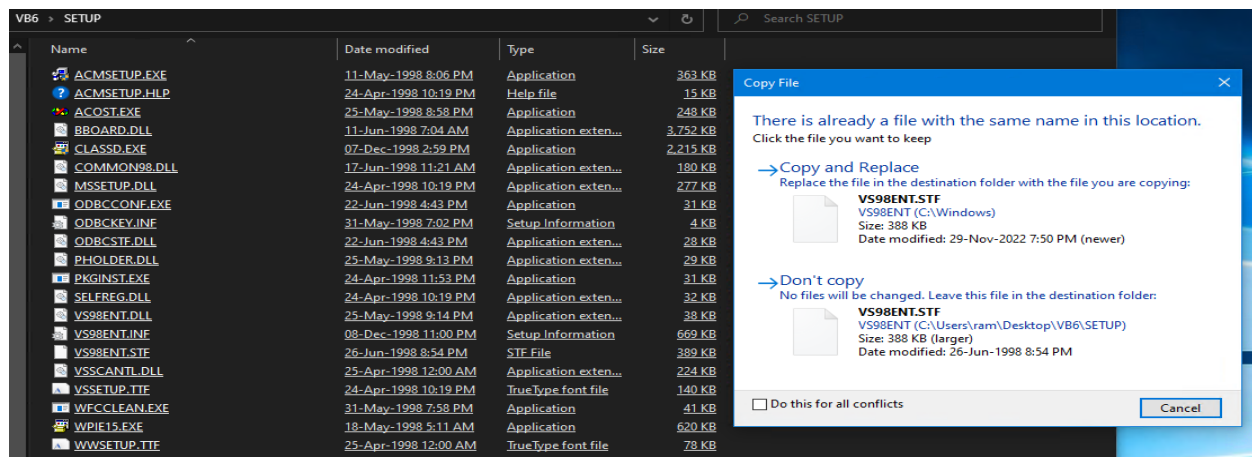 VB6 > SETUP
Search SETUP
Name Date modified Type Size
ACMSETUP.EXE 11-May-1998 8:06 PM Application 363 KB
ACMSETUP.HLP 24-Apr-1998 10:19 PM Help file 15 KB
ACOST.EXE 25-May-1998 8:58 PM Application 248 KB
BBOARD.DLL 11-Jun-1998 7:04 AM Application exten... 3,752 KB
CLASSD.EXE 07-Dec-1998 2:59 PM Application 2,215 KB
COMMON98.DLL 17-Jun-1998 11:21 AM Application exten... 180 KB
MSSETUP.DLL 24-Apr-1998 10:19 PM Application exten... 277 KB
ODBCCONF.EXE 22-Jun-1998 4:43 PM Application 31 KB
ODBCKEY.INF 31-May-1998 7:02 PM Setup Information 4 KB
ODBCSTF.DLL 22-Jun-1998 4:43 PM Application exten... 28 KB
PHOLDER.DLL 25-May-1998 9:13 PM Application exten... 29 KB
PKGINST.EXE 24-Apr-1998 11:53 PM Application 31 KB
SELFREG.DLL 24-Apr-1998 10:19 PM Application exten... 32 KB
VS98ENT.DLL 25-May-1998 9:14 PM Application exten... 38 KB
VS98ENT.INF 08-Dec-1998 11:00 PM Setup Information 669 KB
VS98ENT.STF 26-Jun-1998 8:54 PM STF File 389 KB
VSSCANTL.DLL 25-Apr-1998 12:00 AM Application exten... 224 KB
VSSETUP.TTF 24-Apr-1998 10:19 PM TrueType font file 140 KB
WFCCLEAN.EXE 31-May-1998 7:58 PM Application 41 KB
WPIE15.EXE 18-May-1998 5:11 AM Application 620 KB
WWSETUP.TTF 25-Apr-1998 12:00 AM TrueType font file 78 KB
Copy File
There is already a file with the same name in this location.
Click the file you want to keep
Copy and Replace
Replace the file in the destination folder with the file you are copying:
VS98ENT.STF
VS98ENT (C:\Windows)
Size: 388 KB
Date modified: 29-Nov-2022 7:50 PM (newer)
Don't copy
No files will be changed. Leave this file in the destination folder:
VS98ENT.STF
VS98ENT (C:\Users\ram\Desktop\VB6\SETUP)
Size: 388 KB (larger)
Date modified: 26-Jun-1998 8:54 PM
Do this for all conflicts
Cancel